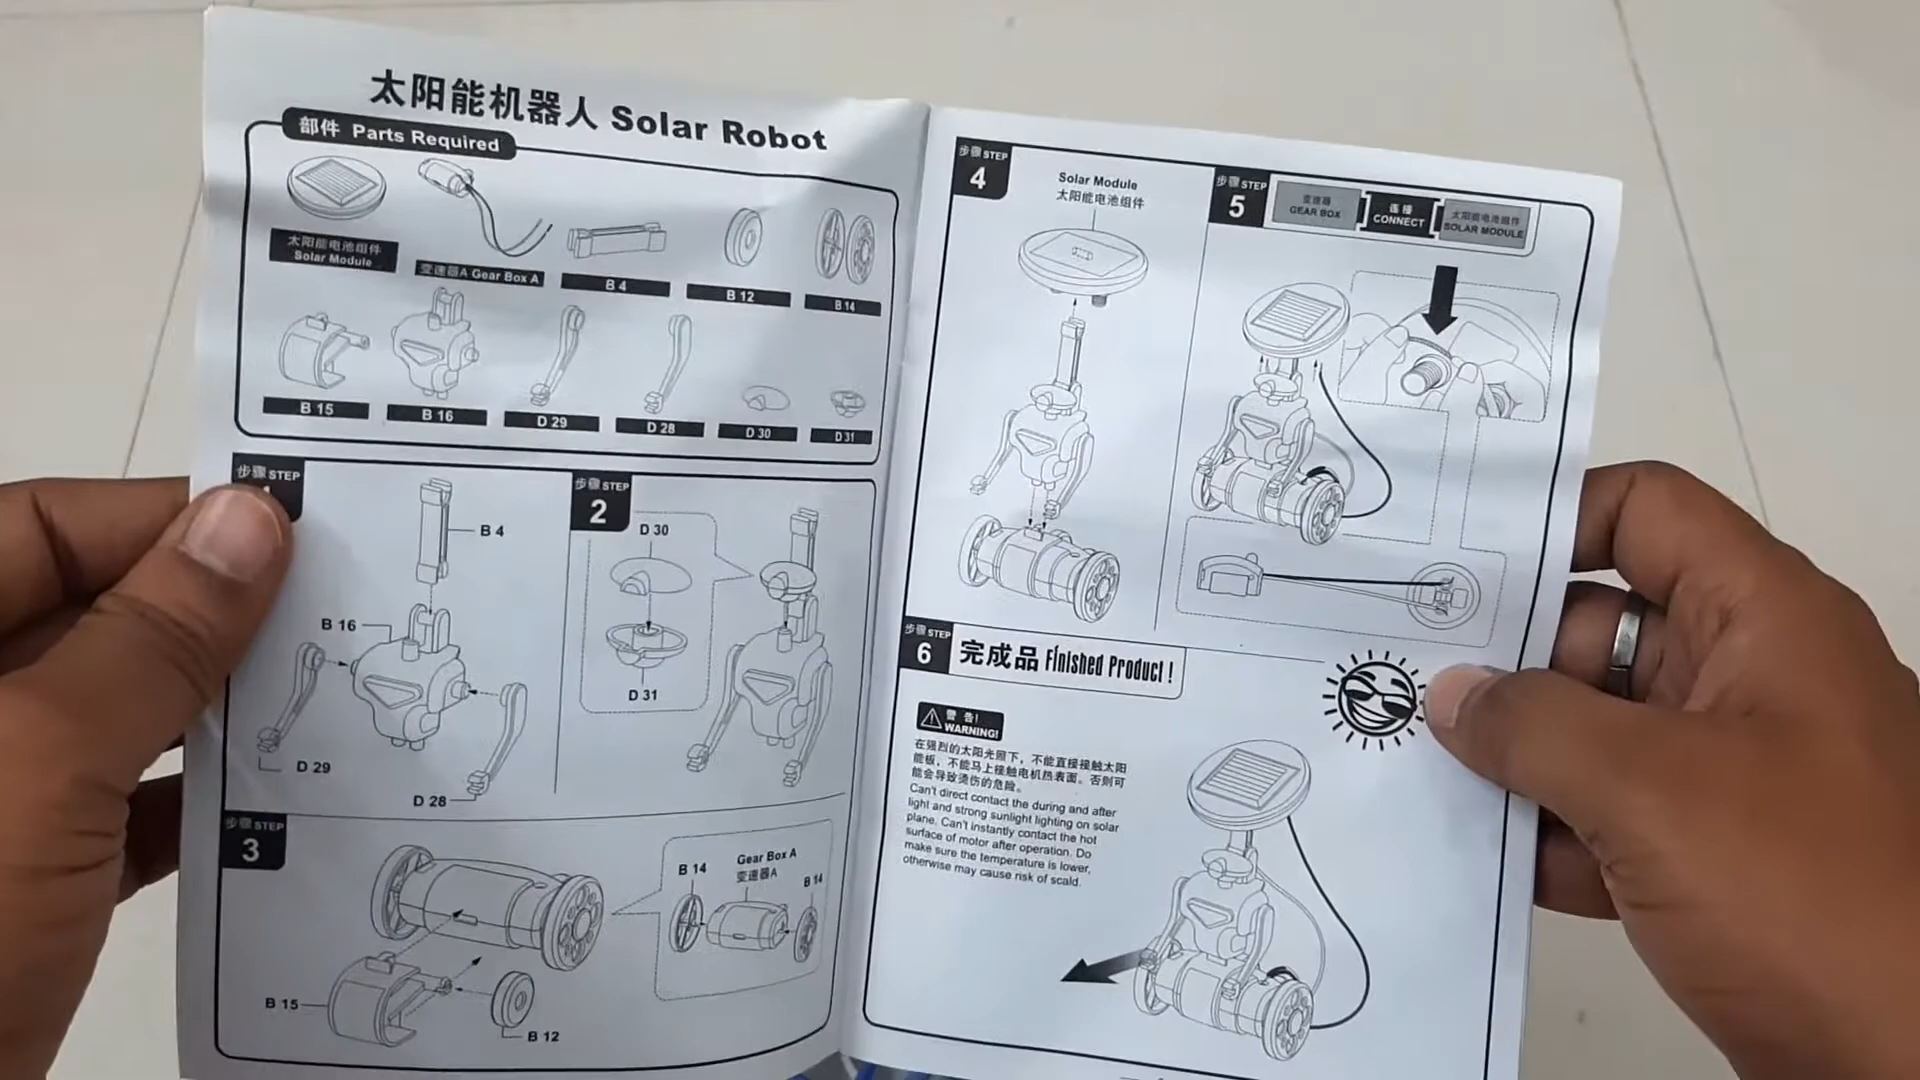 太阳能机器人 Solar Robot
部件 Parts Required
太阳能电池组件
Solar Module
变速器A Gear Box A
B 4
B 12
B 14
B 15
B 16
D 29
D 28
D 30
D 31
步骤 STEP
B 4
B 16
D 29
D 28
步骤 STEP
2
D 30
D 31
步骤 STEP
3
B 14
Gear Box A
变速器A
B 14
B 15
B 12
步骤 STEP
4
Solar Module
太阳能电池组件
步骤 STEP
5
变速器
GEAR BOX
连接
CONNECT
太阳能电池组件
SOLAR MODULE
步骤 STEP
6
完成品 Finished Product !
警告!
WARNING!
在强烈的太阳光照下，不能直接接触太阳
能板，不能马上接触电机热表面。否则可
能会导致烫伤的危险。
Can't direct contact the during and after
light and strong sunlight lighting on solar
plane. Can't instantly contact the hot
surface of motor after operation. Do
make sure the temperature is lower,
otherwise may cause risk of scald.